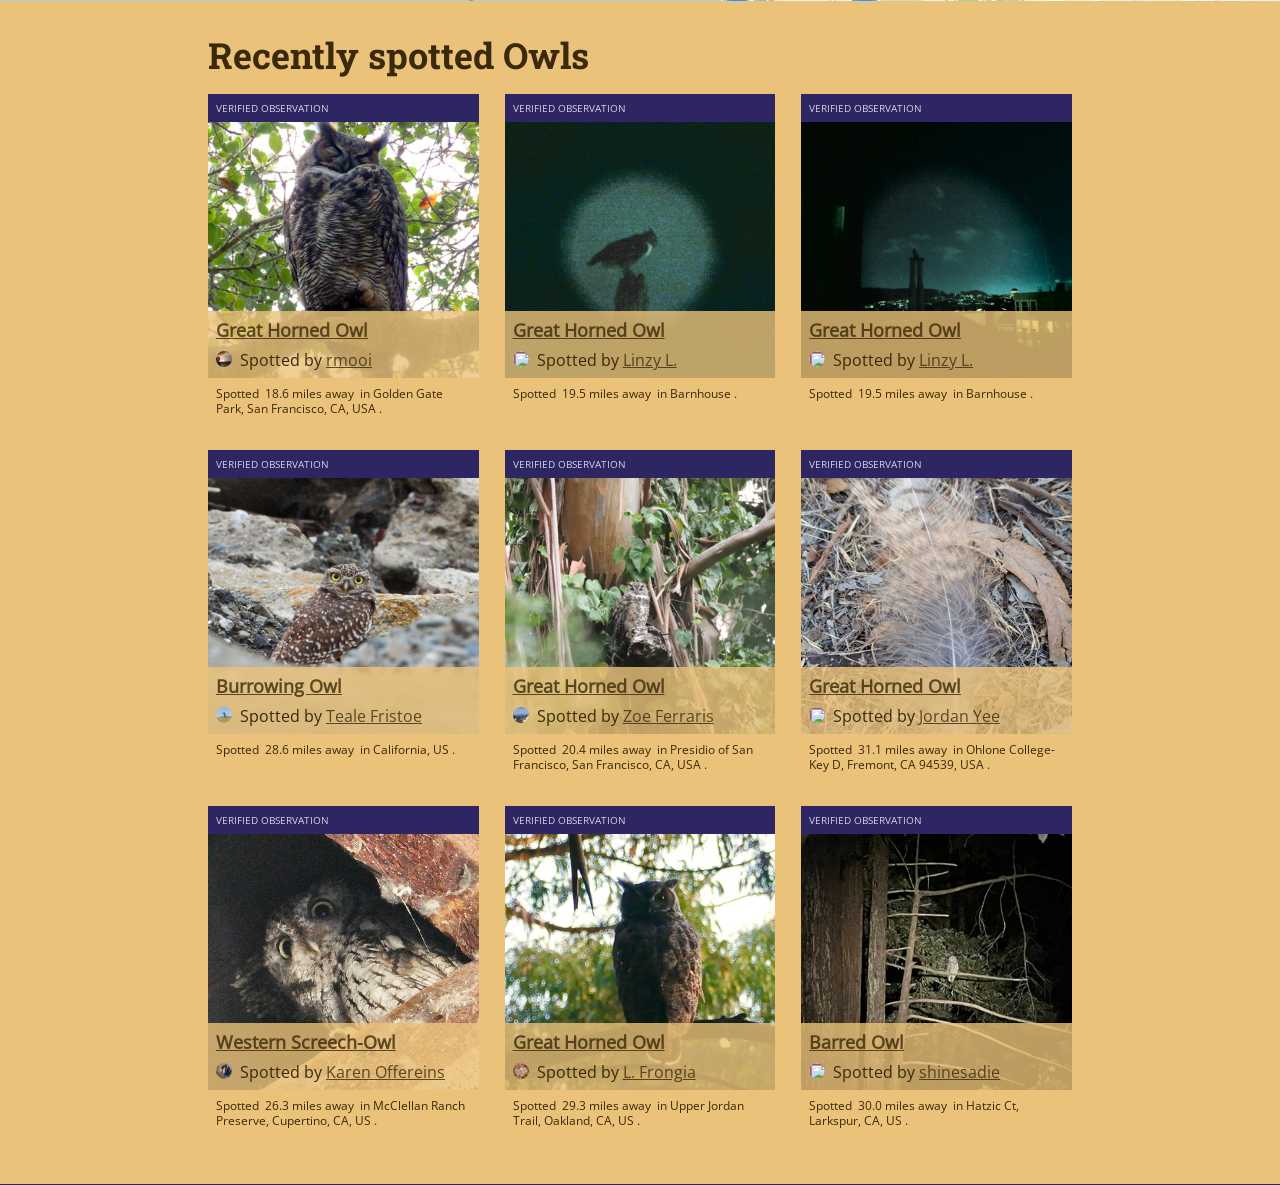 Recently spotted Owls
VERIFIED OBSERVATION
Great Horned Owl
Spotted by rmooi
Spotted 18.6 miles away in Golden Gate
Park, San Francisco, CA, USA .
VERIFIED OBSERVATION
Great Horned Owl
Spotted by Linzy L.
Spotted 19.5 miles away in Barnhouse .
VERIFIED OBSERVATION
Great Horned Owl
Spotted by Linzy L.
Spotted 19.5 miles away in Barnhouse .
VERIFIED OBSERVATION
Burrowing Owl
Spotted by Teale Fristoe
Spotted 28.6 miles away in California, US .
VERIFIED OBSERVATION
Great Horned Owl
Spotted by Zoe Ferraris
Spotted 20.4 miles away in Presidio of San
Francisco, San Francisco, CA, USA .
VERIFIED OBSERVATION
Great Horned Owl
Spotted by Jordan Yee
Spotted 31.1 miles away in Ohlone College-
Key D, Fremont, CA 94539, USA .
VERIFIED OBSERVATION
Western Screech-Owl
Spotted by Karen Offereins
Spotted 26.3 miles away in McClellan Ranch
Preserve, Cupertino, CA, US .
VERIFIED OBSERVATION
Great Horned Owl
Spotted by L. Frongia
Spotted 29.3 miles away in Upper Jordan
Trail, Oakland, CA, US .
VERIFIED OBSERVATION
Barred Owl
Spotted by shinesadie
Spotted 30.0 miles away in Hatzic Ct,
Larkspur, CA, US .